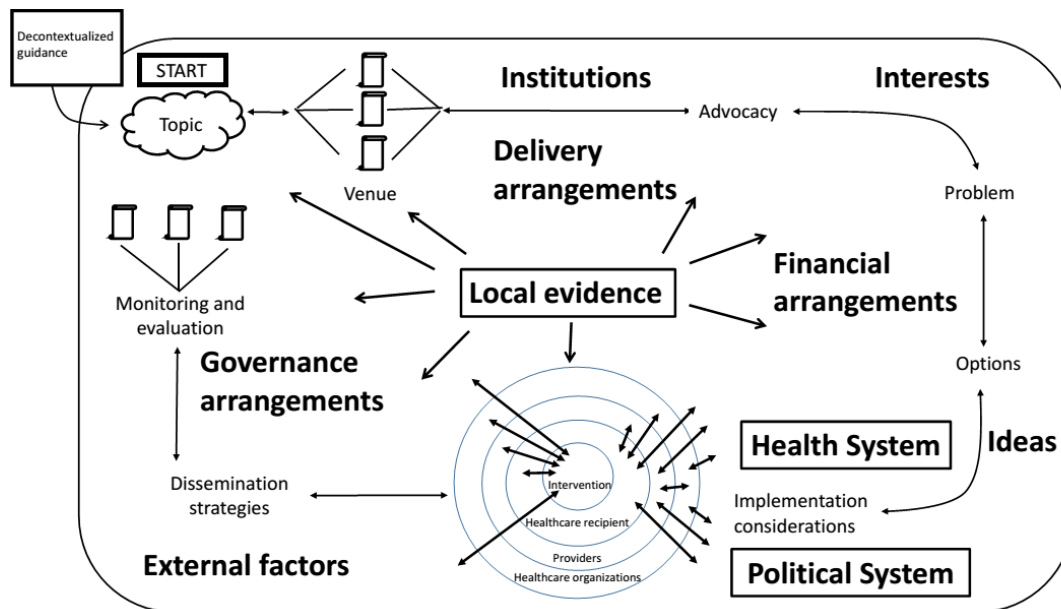 Decontextualized
guidance
START
Topic
Venue
Institutions
Interests
Advocacy
Delivery
arrangements
Problem
Local evidence
Financial
arrangements
Monitoring and
evaluation
Governance
arrangements
Options
Health System
Ideas
Intervention
Healthcare recipient
Providers
Healthcare organizations
Dissemination
strategies
Implementation
considerations
External factors
Political System